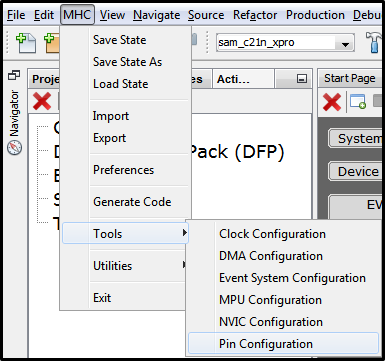 File Edit MHC View Navigate Source Refactor Production Debu
sam_c21n_xpro
Save State
Save State As
Load State
Import
Export
Preferences
Generate Code
Tools
Utilities
Exit
Clock Configuration
DMA Configuration
Event System Configuration
MPU Configuration
NVIC Configuration
Pin Configuration
Navigator
Proje
es
Acti...
Start Page
Pack (DFP)
System
Device
EV